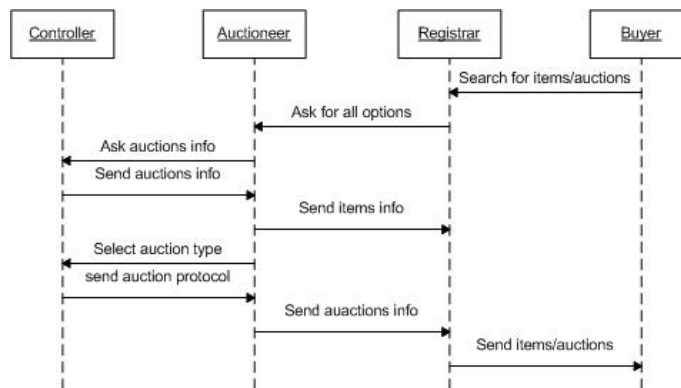 Controller
Auctioneer
Registrar
Buyer
Search for items/auctions
Ask for all options
Ask auctions info
Send auctions info
Send items info
Select auction type
send auction protocol
Send auactions info
Send items/auctions